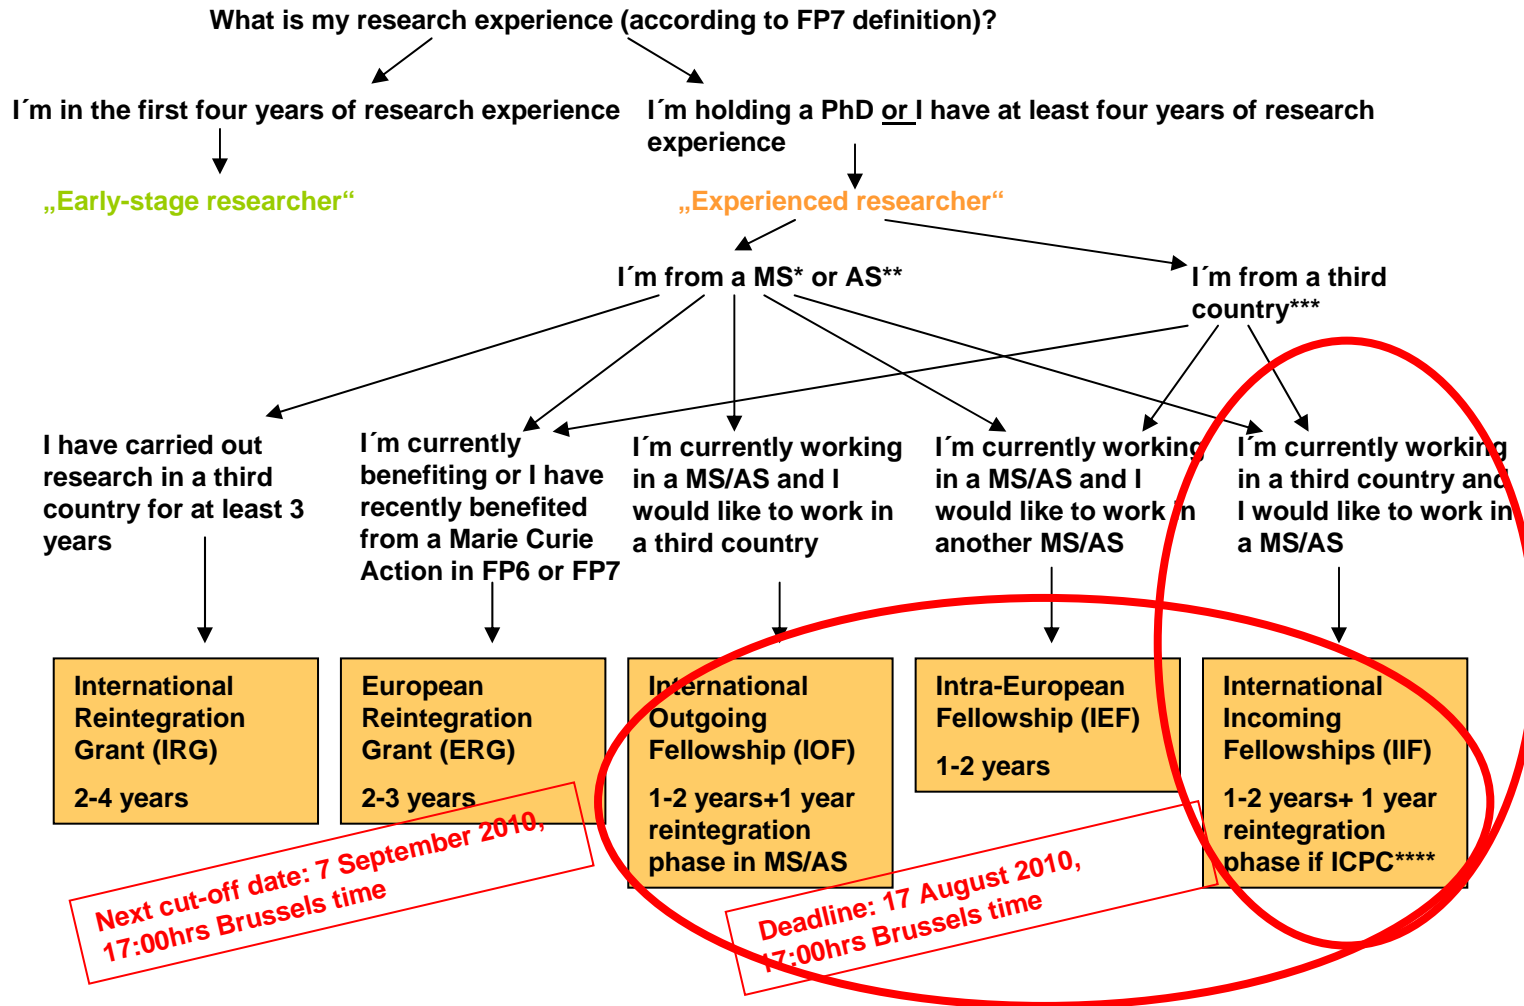 What is my research experience (according to FP7 definition)?
I´m in the first four years of research experience
I´m holding a PhD or I have at least four years of research
experience
„Early-stage researcher“
„Experienced researcher“
I´m from a MS* or AS**
I´m from a third
country***
I have carried out
research in a third
country for at least 3
years
I´m currently
benefiting or I have
recently benefited
from a Marie Curie
Action in FP6 or FP7
I´m currently working
in a MS/AS and I
would like to work in
a third country
I´m currently working
in a MS/AS and I
would like to work in
another MS/AS
I´m currently working
in a third country and
I would like to work in
a MS/AS
International
Reintegration
Grant (IRG)
2-4 years
European
Reintegration
Grant (ERG)
2-3 years
International
Outgoing
Fellowship (IOF)
1-2 years+1 year
reintegration
phase in MS/AS
Intra-European
Fellowship (IEF)
1-2 years
International
Incoming
Fellowships (IIF)
1-2 years+ 1 year
reintegration
phase if ICPC****
Next cut-off date: 7 September 2010,
17:00hrs Brussels time
Deadline: 17 August 2010,
17:00hrs Brussels time